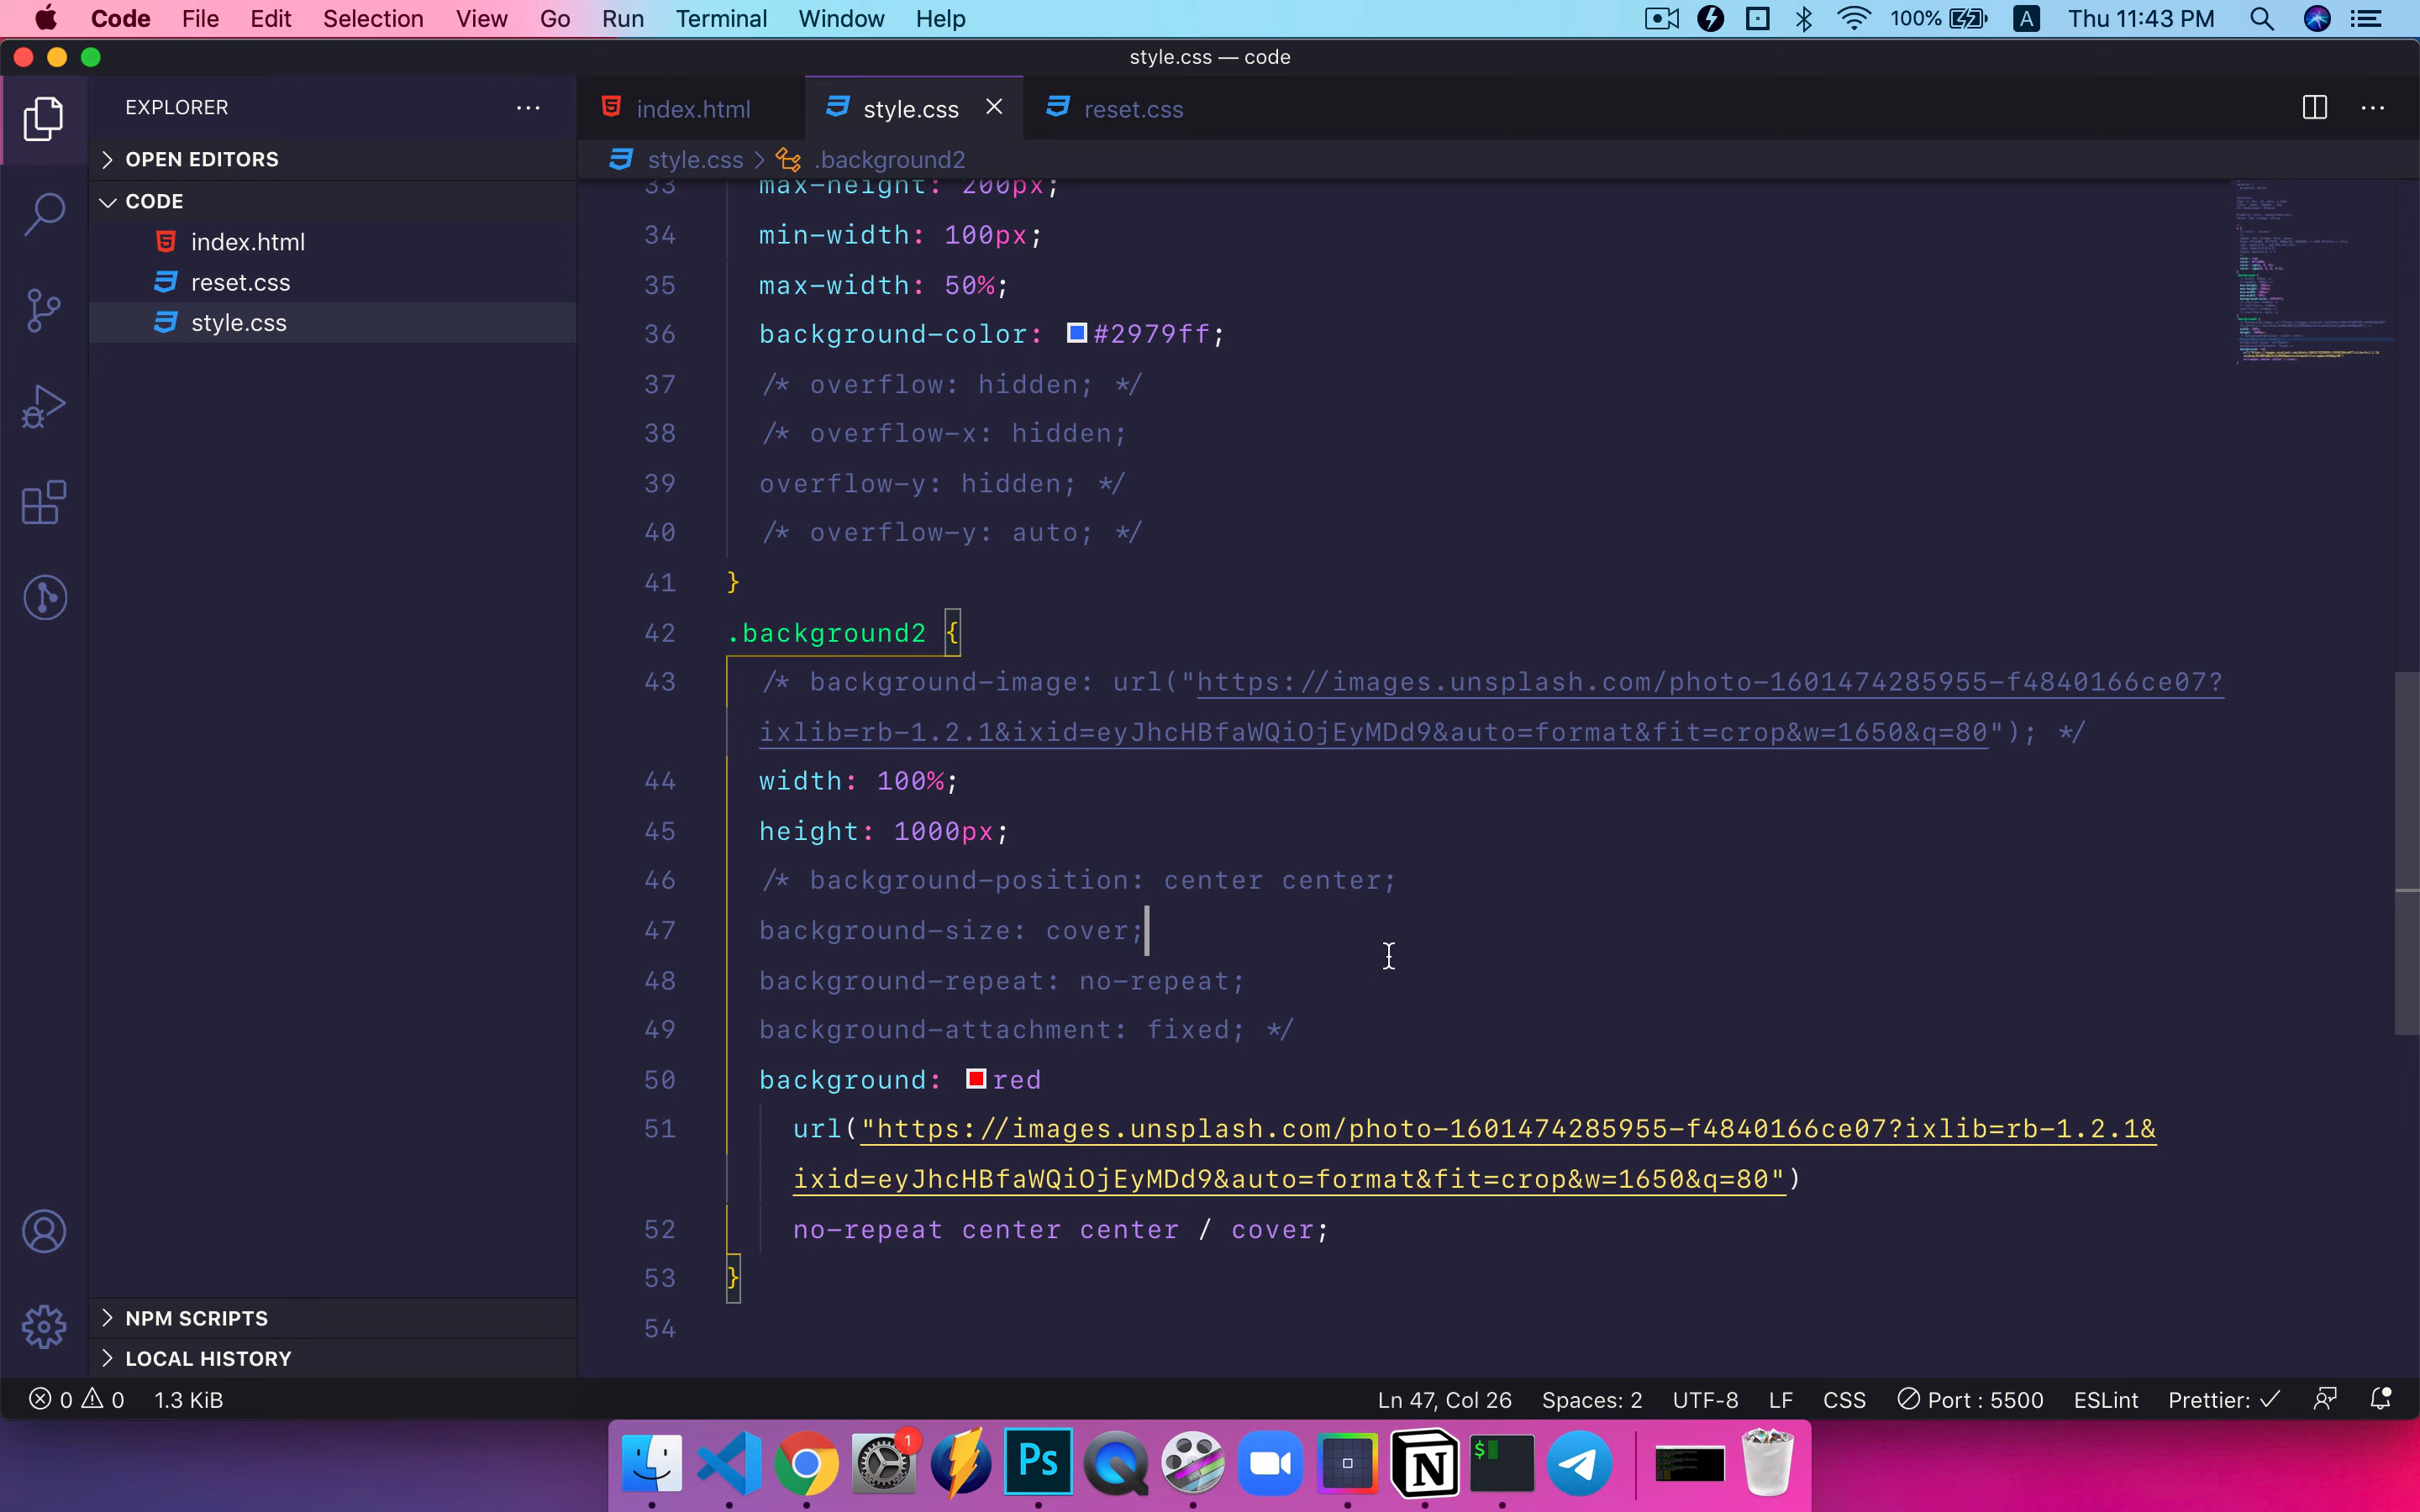 Code File Edit Selection View Go Run Terminal Window Help 100% A Thu 11:43 PM
style.css — code
EXPLORER
index.html
style.css
reset.css
OPEN EDITORS
style.css > .background2
CODE
index.html
reset.css
style.css
33 max-height: 200px;
34 min-width: 100px;
35 max-width: 50%;
36 background-color: #2979ff;
37 /* overflow: hidden; */
38 /* overflow-x: hidden;
39 overflow-y: hidden; */
40 /* overflow-y: auto; */
41 }
42 .background2 {
43 /* background-image: url("https://images.unsplash.com/photo-1601474285955-f4840166ce07?
ixlib=rb-1.2.1&ixid=eyJhcHBfaWQiOjEyMDd9&auto=format&fit=crop&w=1650&q=80"); */
44 width: 100%;
45 height: 1000px;
46 /* background-position: center center;
47 background-size: cover;
48 background-repeat: no-repeat;
49 background-attachment: fixed; */
50 background: red
51 url("https://images.unsplash.com/photo-1601474285955-f4840166ce07?ixlib=rb-1.2.1&
ixid=eyJhcHBfaWQiOjEyMDd9&auto=format&fit=crop&w=1650&q=80")
52 no-repeat center center / cover;
53 }
54
NPM SCRIPTS
LOCAL HISTORY
0 0 1.3 KiB Ln 47, Col 26 Spaces: 2 UTF-8 LF CSS Port : 5500 ESLint Prettier: ✓
1
Ps
N
$